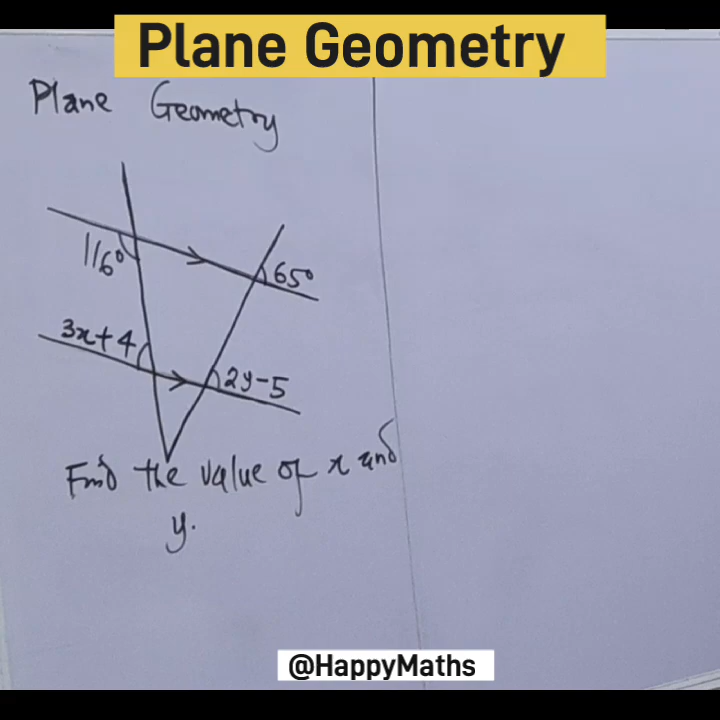 Plane Geometry
Plane Geometry
116°
65°
3x+4
2y-5
Find the value of x and
y.
@HappyMaths